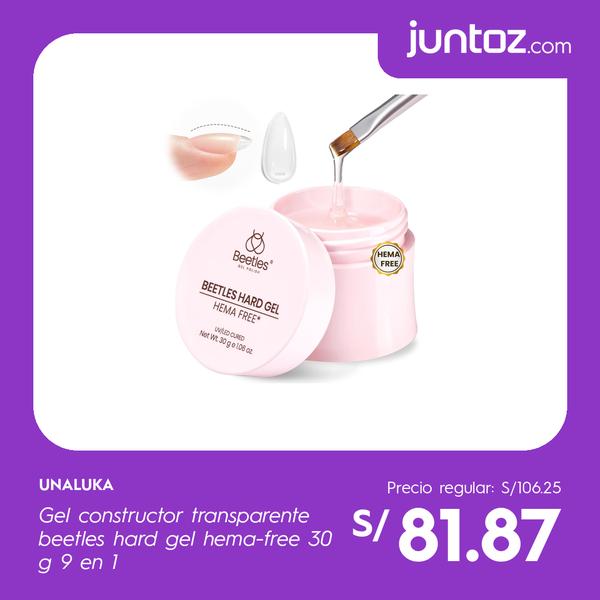 juntoz.com
HEMA
FREE
Beetles®
GEL POLISH
BEETLES HARD GEL
HEMA FREE*
UV/LED CURED
Net Wt. 30 g e 1.06 oz.
UNALUKA
Gel constructor transparente
beetles hard gel hema-free 30
g 9 en 1
Precio regular: S/106.25
S/ 81.87